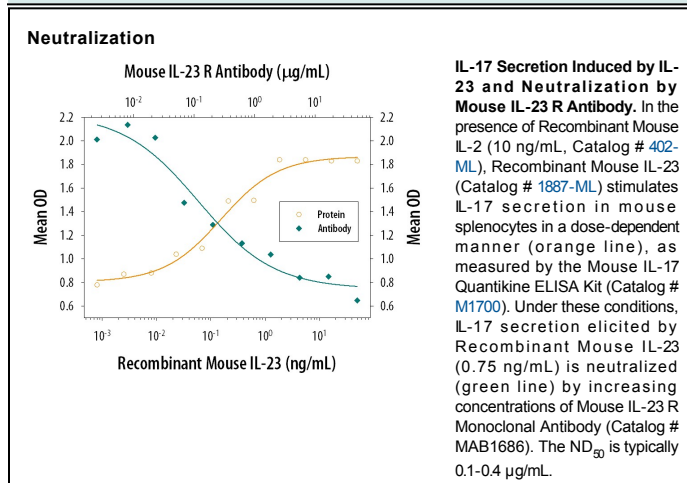 Neutralization
Mouse IL-23 R Antibody (µg/mL)
10-2 10-1 100 101
2.2 2.2
2.0 2.0
1.8 1.8
1.6 1.6
1.4 1.4
1.2 1.2
1.0 1.0
0.8 0.8
0.6 0.6
Mean OD
Mean OD
Protein
Antibody
10-3 10-2 10-1 100 101
Recombinant Mouse IL-23 (ng/mL)
IL-17 Secretion Induced by IL-
23 and Neutralization by
Mouse IL-23 R Antibody. In the
presence of Recombinant Mouse
IL-2 (10 ng/mL, Catalog # 402-
ML), Recombinant Mouse IL-23
(Catalog # 1887-ML) stimulates
IL-17 secretion in mouse
splenocytes in a dose-dependent
manner (orange line), as
measured by the Mouse IL-17
Quantikine ELISA Kit (Catalog #
M1700). Under these conditions,
IL-17 secretion elicited by
Recombinant Mouse IL-23
(0.75 ng/mL) is neutralized
(green line) by increasing
concentrations of Mouse IL-23 R
Monoclonal Antibody (Catalog #
MAB1686). The ND50 is typically
0.1-0.4 µg/mL.